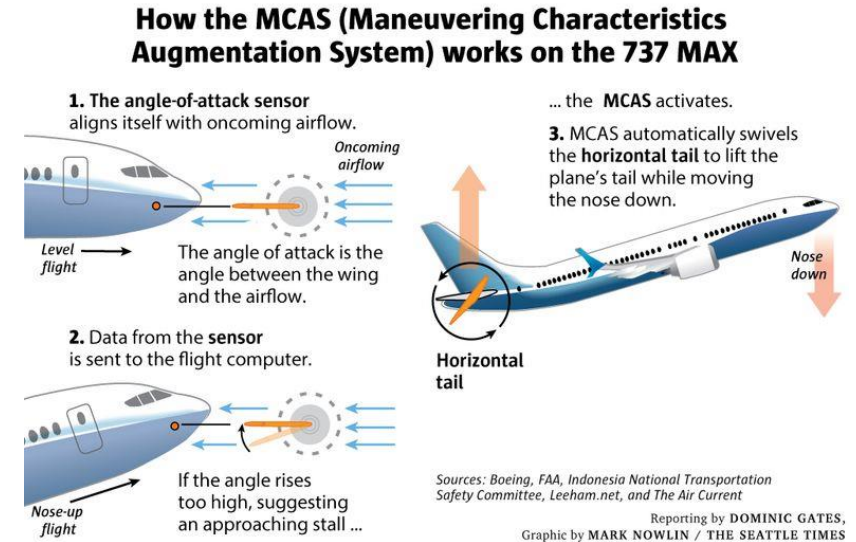 How the MCAS (Maneuvering Characteristics
Augmentation System) works on the 737 MAX
1. The angle-of-attack sensor
aligns itself with oncoming airflow.
Oncoming
airflow
Level
flight
The angle of attack is the
angle between the wing
and the airflow.
2. Data from the sensor
is sent to the flight computer.
Nose-up
flight
If the angle rises
too high, suggesting
an approaching stall ...
... the MCAS activates.
3. MCAS automatically swivels
the horizontal tail to lift the
plane's tail while moving
the nose down.
Nose
down
Horizontal
tail
Sources: Boeing, FAA, Indonesia National Transportation
Safety Committee, Leeham.net, and The Air Current
Reporting by DOMINIC GATES,
Graphic by MARK NOWLIN / THE SEATTLE TIMES